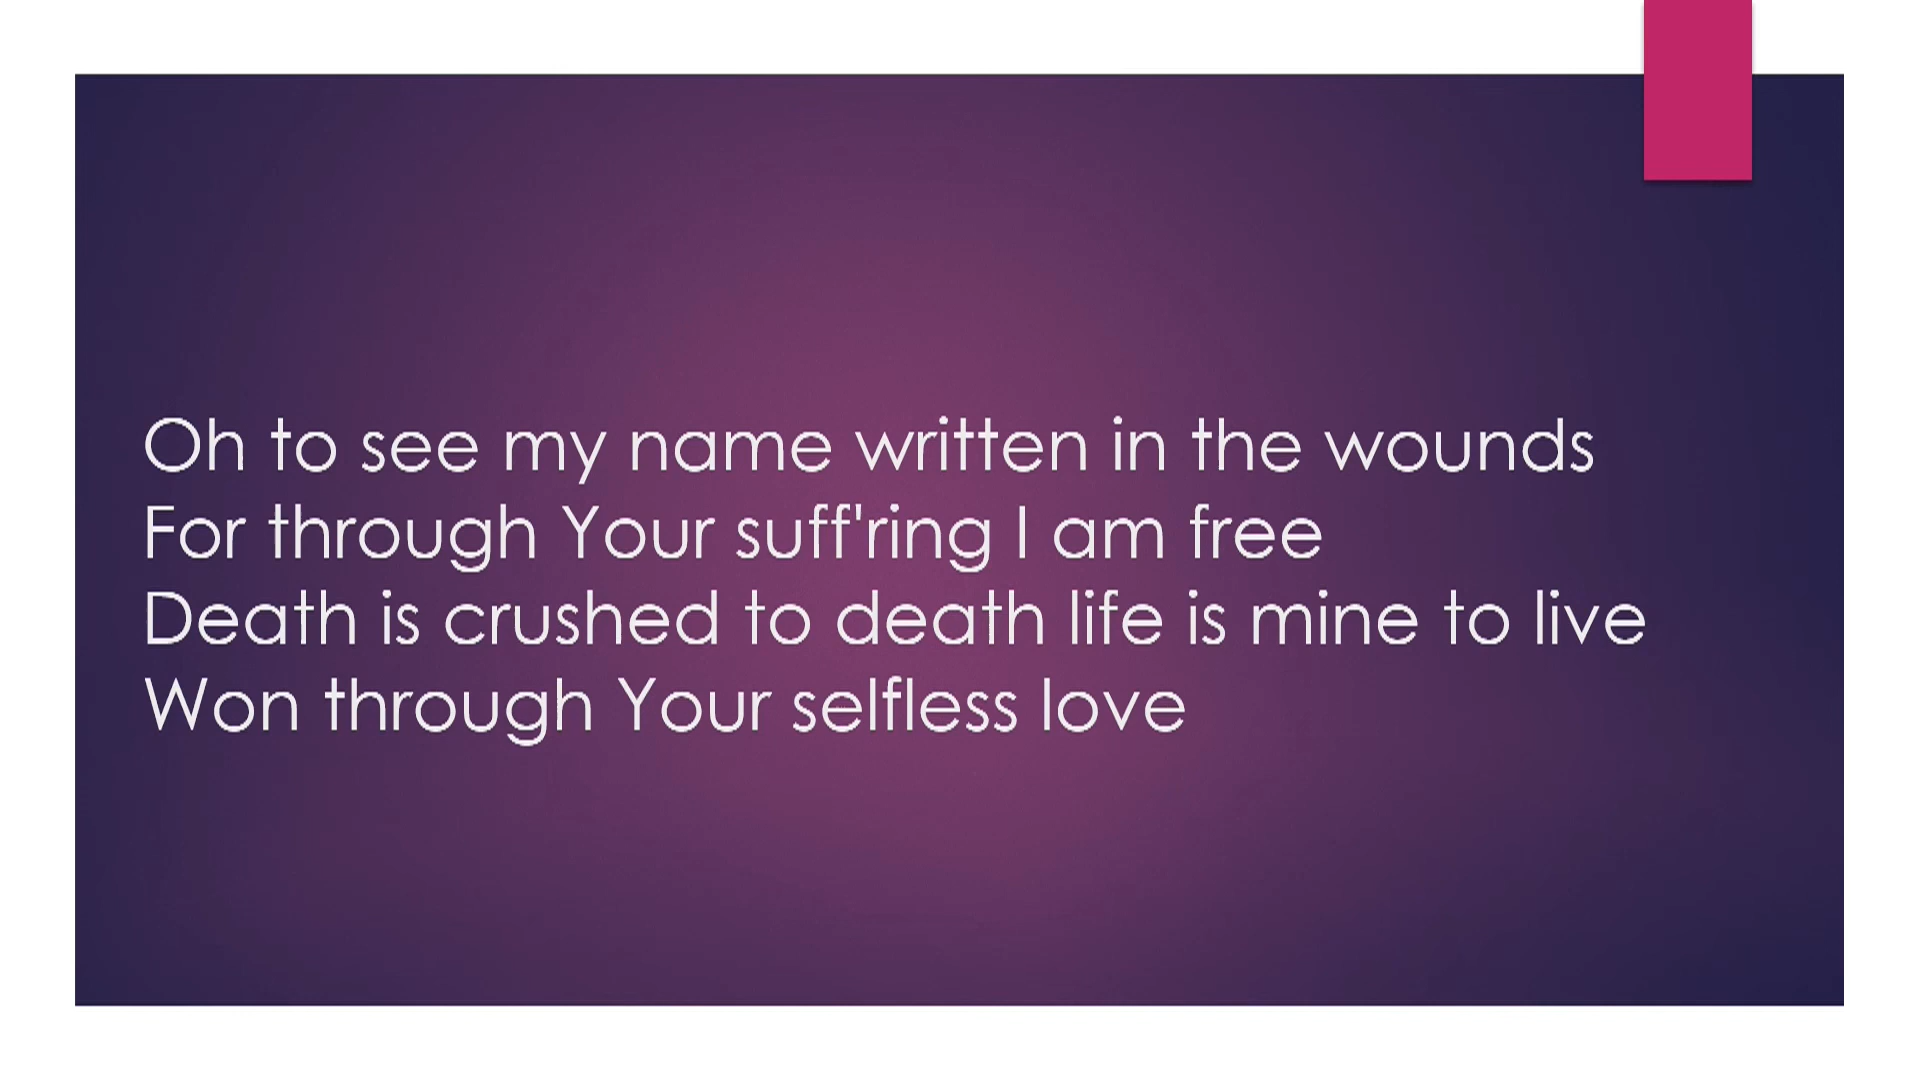 Oh to see my name written in the wounds
For through Your suff'ring I am free
Death is crushed to death life is mine to live
Won through Your selfless love